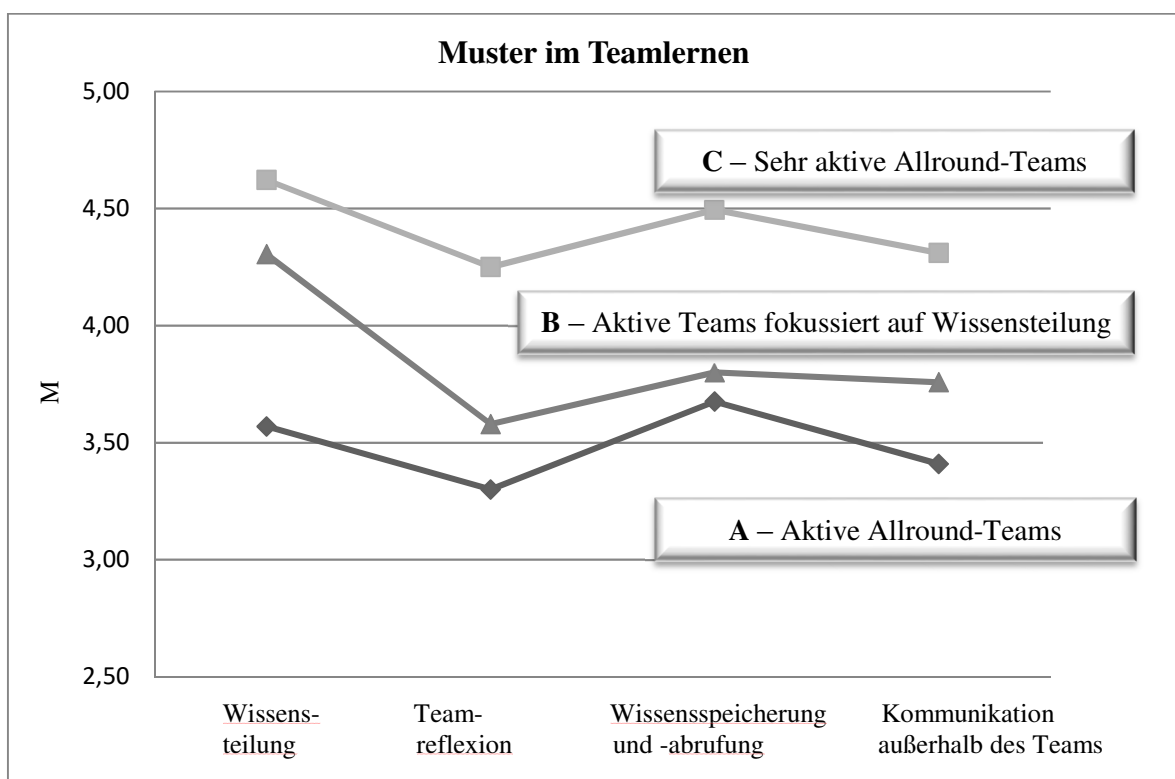 Muster im Teamlernen
5,00
4,50
4,00
3,50
3,00
2,50
M
C – Sehr aktive Allround-Teams
B – Aktive Teams fokussiert auf Wissensteilung
A – Aktive Allround-Teams
Wissens-
teilung
Team-
reflexion
Wissensspeicherung
und -abrufung
Kommunikation
außerhalb des Teams